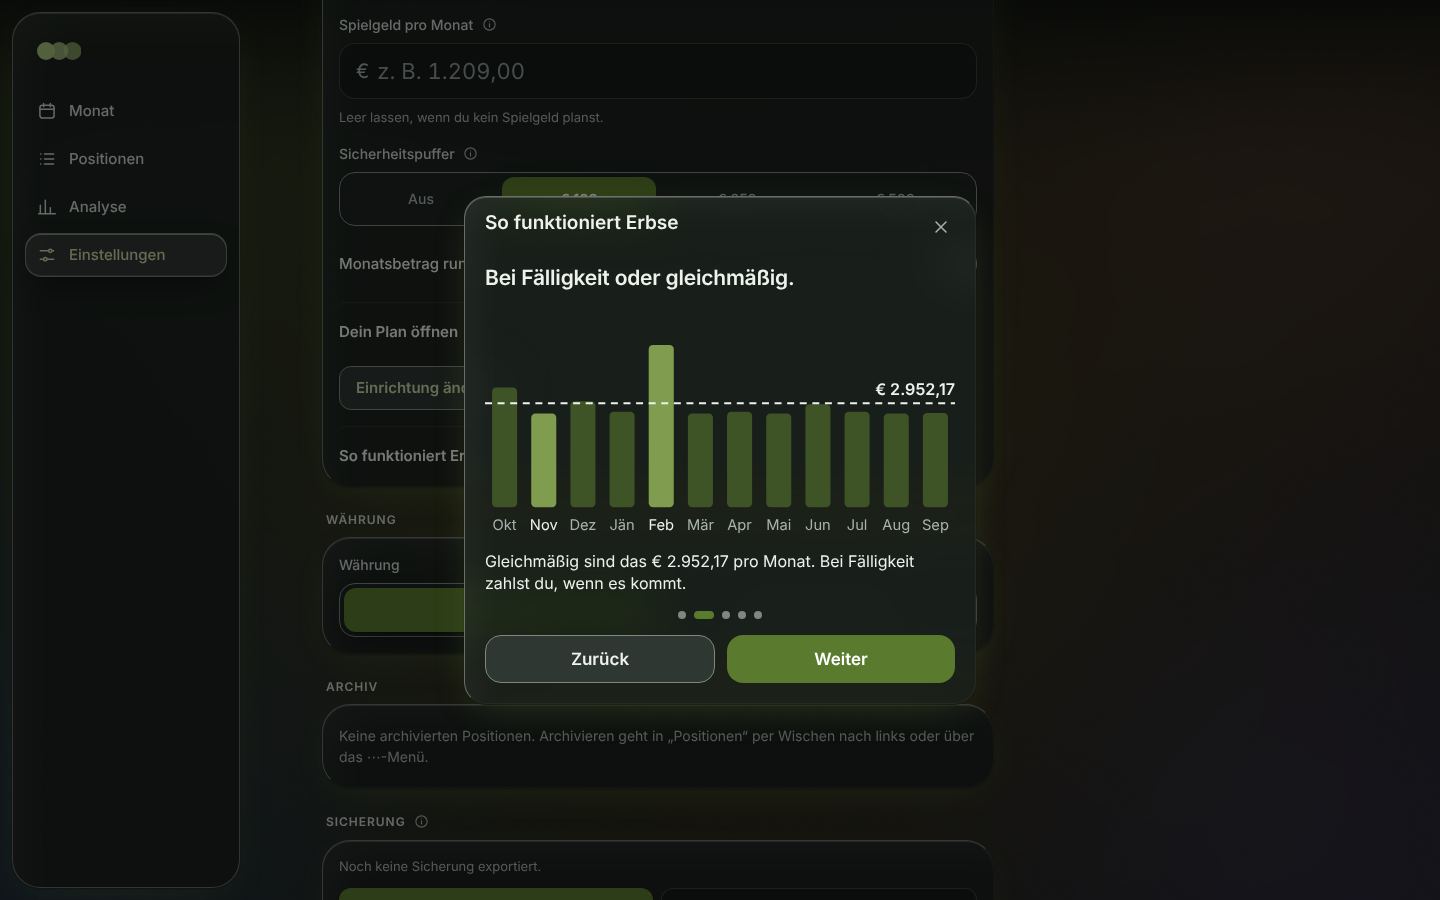 Monat
Positionen
Analyse
Einstellungen
Spielgeld pro Monat
€ z. B. 1.209,00
Leer lassen, wenn du kein Spielgeld planst.
Sicherheitspuffer
Aus
Monatsbetrag
Dein Plan öffnen
Einrichtung
So funktioniert
WÄHRUNG
Währung
ARCHIV
Keine archivierten Positionen. Archivieren geht in „Positionen“ per Wischen nach links oder über
das ···-Menü.
SICHERUNG
Noch keine Sicherung exportiert.
So funktioniert Erbse
Bei Fälligkeit oder gleichmäßig.
€ 2.952,17
Okt Nov Dez Jän Feb Mär Apr Mai Jun Jul Aug Sep
Gleichmäßig sind das € 2.952,17 pro Monat. Bei Fälligkeit
zahlst du, wenn es kommt.
Zurück
Weiter